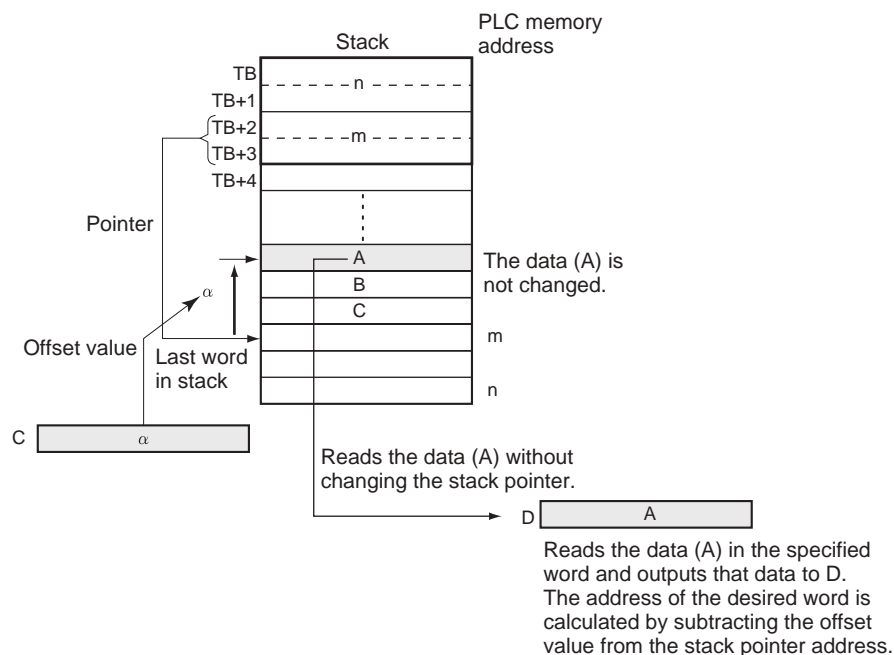 PLC memory
address
Stack
TB
n
TB+1
TB+2
m
TB+3
TB+4
Pointer
A
The data (A) is
not changed.
B
α
C
m
Offset value
Last word
in stack
n
C
α
Reads the data (A) without
changing the stack pointer.
D
A
Reads the data (A) in the specified
word and outputs that data to D.
The address of the desired word is
calculated by subtracting the offset
value from the stack pointer address.